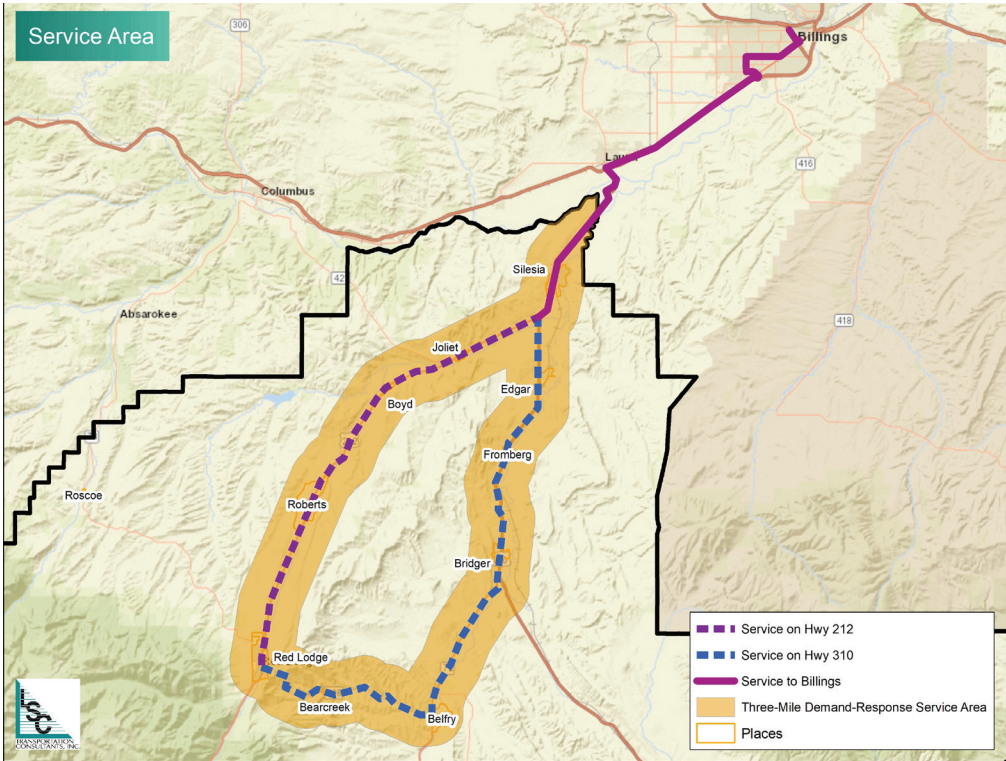 Service Area
306
Billings
Laurel
416
Columbus
Silesia
420
Absarokee
418
Joliet
Edgar
Boyd
Fromberg
Roscoe
Roberts
Bridger
Red Lodge
Bearcreek
Belfry
Service on Hwy 212
Service on Hwy 310
Service to Billings
Three-Mile Demand-Response Service Area
Places
LSC
TRANSPORTATION
CONSULTANTS, INC.